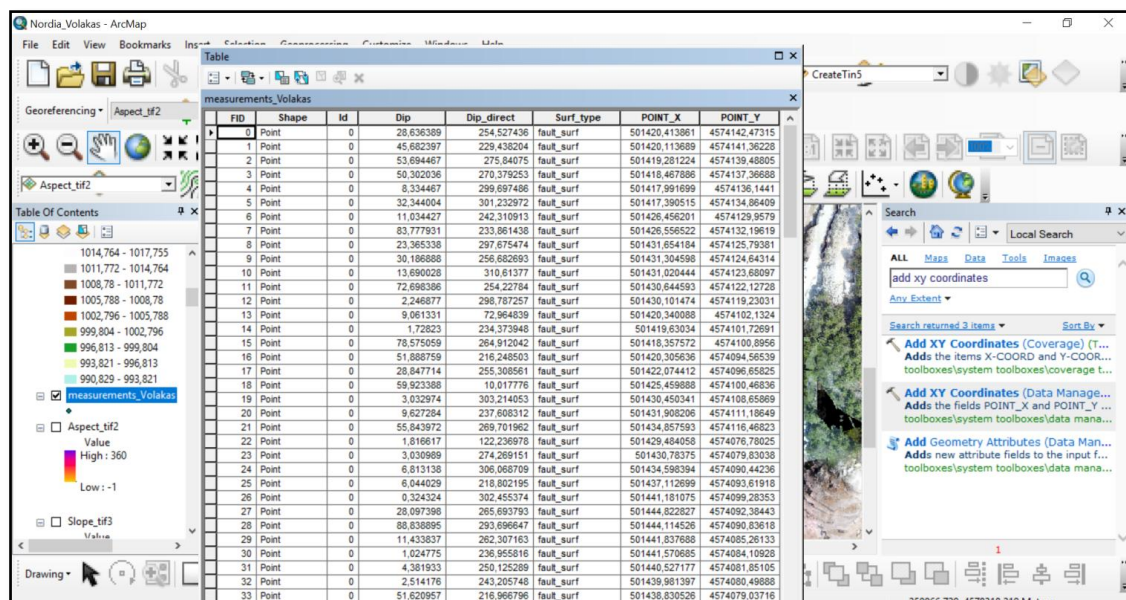 Nordia_Volakas - ArcMap
File Edit View Bookmarks
Georeferencing Aspect_tif2
Aspect_tif2
Table Of Contents
1014,764 - 1017,755
1011,772 - 1014,764
1008,78 - 1011,772
1005,788 - 1008,78
1002,796 - 1005,788
999,804 - 1002,796
996,813 - 999,804
993,821 - 996,813
990,829 - 993,821
measurements_Volakas
Aspect_tif2
Value
High : 360
Low : -1
Slope_tif3
Drawing
Table
measurements_Volakas
FID Shape Id Dip Dip_direct Surf_type POINT_X POINT_Y
0 Point 0 28,636389 254,527436 fault_surf 501420,413861 4574142,47315
1 Point 0 45,682397 229,438204 fault_surf 501420,113689 4574141,36228
2 Point 0 53,694467 275,84075 fault_surf 501419,281224 4574139,48805
3 Point 0 50,302036 270,379253 fault_surf 501418,467886 4574137,36688
4 Point 0 8,334467 299,697486 fault_surf 501417,991699 4574136,1441
5 Point 0 32,344004 301,232972 fault_surf 501417,390515 4574134,86409
6 Point 0 11,034427 242,310913 fault_surf 501426,456201 4574129,9579
7 Point 0 83,777931 233,861438 fault_surf 501426,556522 4574132,19619
8 Point 0 23,365338 297,675474 fault_surf 501431,654184 4574125,79381
9 Point 0 30,186888 256,682693 fault_surf 501431,304598 4574124,64314
10 Point 0 13,690028 310,61377 fault_surf 501431,020444 4574123,68097
11 Point 0 72,698386 254,22784 fault_surf 501430,644593 4574122,12728
12 Point 0 2,246877 298,787257 fault_surf 501430,101474 4574119,23031
13 Point 0 9,061331 72,964839 fault_surf 501420,340088 4574102,1324
14 Point 0 1,72823 234,373948 fault_surf 501419,63034 4574101,72691
15 Point 0 78,575059 264,912042 fault_surf 501418,357572 4574100,8956
16 Point 0 51,888759 216,248503 fault_surf 501420,305636 4574094,56539
17 Point 0 28,847714 255,308561 fault_surf 501422,074412 4574096,65825
18 Point 0 59,923388 10,017776 fault_surf 501425,459888 4574100,46836
19 Point 0 3,032974 303,214053 fault_surf 501430,450341 4574108,65869
20 Point 0 9,627284 237,608312 fault_surf 501431,908206 4574111,18649
21 Point 0 55,843972 269,701962 fault_surf 501434,857593 4574116,46823
22 Point 0 1,816617 122,236978 fault_surf 501429,484058 4574076,78025
23 Point 0 3,030989 274,269151 fault_surf 501430,78375 4574079,83038
24 Point 0 6,813138 306,068709 fault_surf 501434,598394 4574090,44236
25 Point 0 6,044029 218,802195 fault_surf 501437,112699 4574093,61918
26 Point 0 0,324324 302,455374 fault_surf 501441,181075 4574099,28353
27 Point 0 28,097398 265,693793 fault_surf 501444,822827 4574092,38443
28 Point 0 88,838895 293,696647 fault_surf 501444,114526 4574090,83618
29 Point 0 11,433837 262,307163 fault_surf 501441,837688 4574085,26133
30 Point 0 1,024775 236,955816 fault_surf 501441,570685 4574084,10928
31 Point 0 4,381933 250,125289 fault_surf 501440,527177 4574081,85105
32 Point 0 2,514176 243,205748 fault_surf 501439,981397 4574080,49888
33 Point 0 51,620957 216,966796 fault_surf 501438,830526 4574079,03716
CreateTin5
Search
Local Search
ALL Maps Data Tools Images
add xy coordinates
Any Extent
Search returned 3 items Sort By
Add XY Coordinates (Coverage) (T...
Adds the items X-COORD and Y-COOR...
toolboxes\system toolboxes\coverage t...
Add XY Coordinates (Data Manage...
Adds the fields POINT_X and POINT_Y ...
toolboxes\system toolboxes\data mana...
Add Geometry Attributes (Data Man...
Adds new attribute fields to the input f...
toolboxes\system toolboxes\data mana...
1